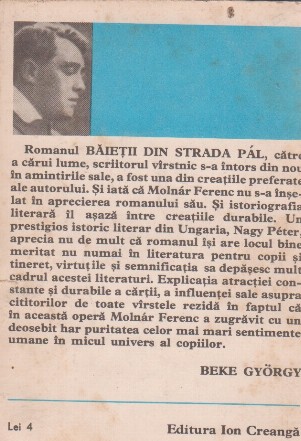 Romanul BĂIEȚII DIN STRADA PÁL, către
a cărui lume, scriitorul vîrstnic s-a întors din nou
în amintirile sale, a fost una din creațiile preferate
ale autorului. Și iată că Molnár Ferenc nu s-a înșe-
lat în aprecierea romanului său. Și istoriografia
literară îl așază între creațiile durabile. Un
prestigios istoric literar din Ungaria, Nagy Péter,
aprecia nu de mult că romanul își are locul bine
meritat nu numai în literatura pentru copii și
tineret, virtuțile și semnificația sa depășesc mult
cadrul acestei literaturi. Explicația atracției con-
stante și durabile a cărții, a influenței sale asupra
cititorilor de toate vîrstele rezidă în faptul că
în această operă Molnár Ferenc a zugrăvit cu un
deosebit har puritatea celor mai mari sentimente
umane în micul univers al copiilor.
BEKE GYÖRGY
Lei 4 Editura Ion Creangă